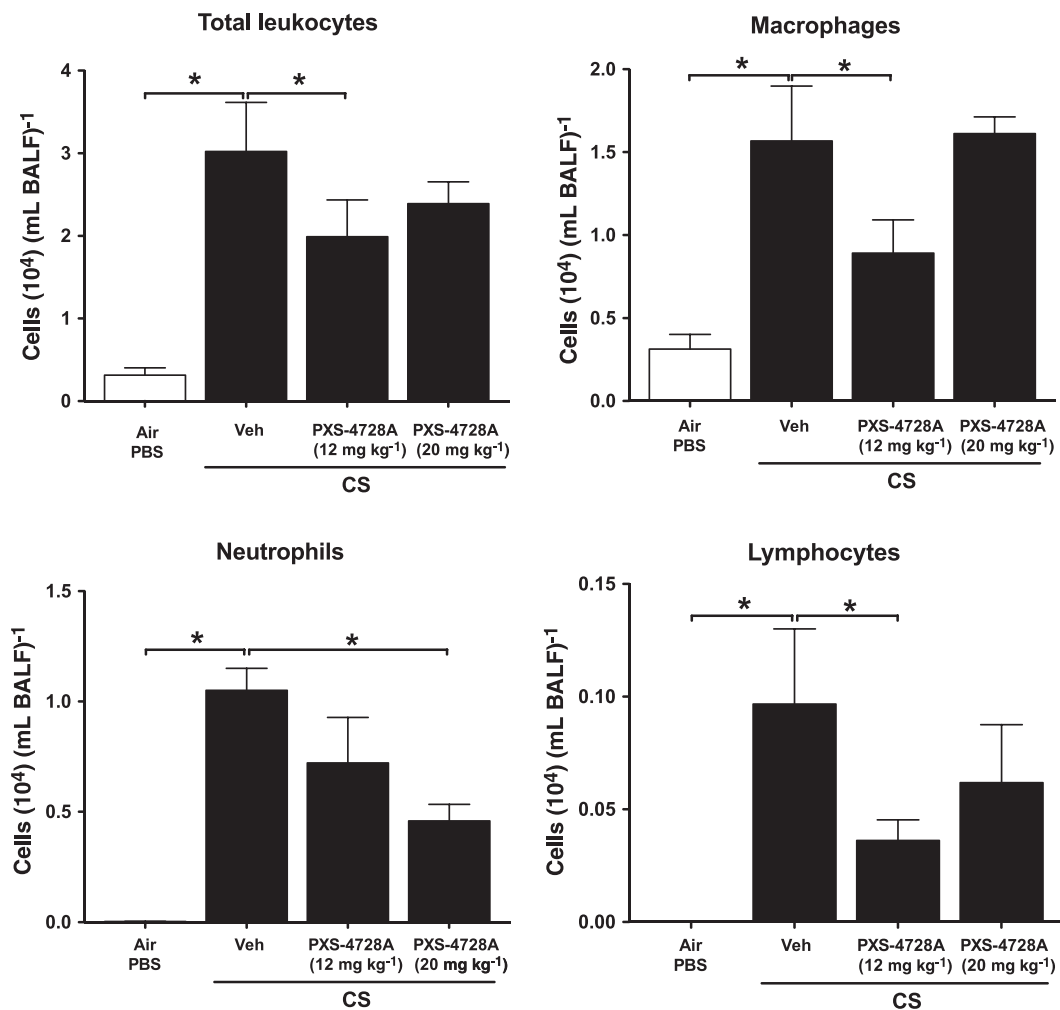 Total leukocytes
Cells (10⁴) (mL BALF)⁻¹
4
3
2
1
0
* *
Air
PBS
Veh
PXS-4728A
(12 mg kg⁻¹)
PXS-4728A
(20 mg kg⁻¹)
CS
Macrophages
Cells (10⁴) (mL BALF)⁻¹
2.0
1.5
1.0
0.5
0.0
* *
Air
PBS
Veh
PXS-4728A
(12 mg kg⁻¹)
PXS-4728A
(20 mg kg⁻¹)
CS
Neutrophils
Cells (10⁴) (mL BALF)⁻¹
1.5
1.0
0.5
0.0
* *
Air
PBS
Veh
PXS-4728A
(12 mg kg⁻¹)
PXS-4728A
(20 mg kg⁻¹)
CS
Lymphocytes
Cells (10⁴) (mL BALF)⁻¹
0.15
0.10
0.05
0.00
* *
Air
PBS
Veh
PXS-4728A
(12 mg kg⁻¹)
PXS-4728A
(20 mg kg⁻¹)
CS